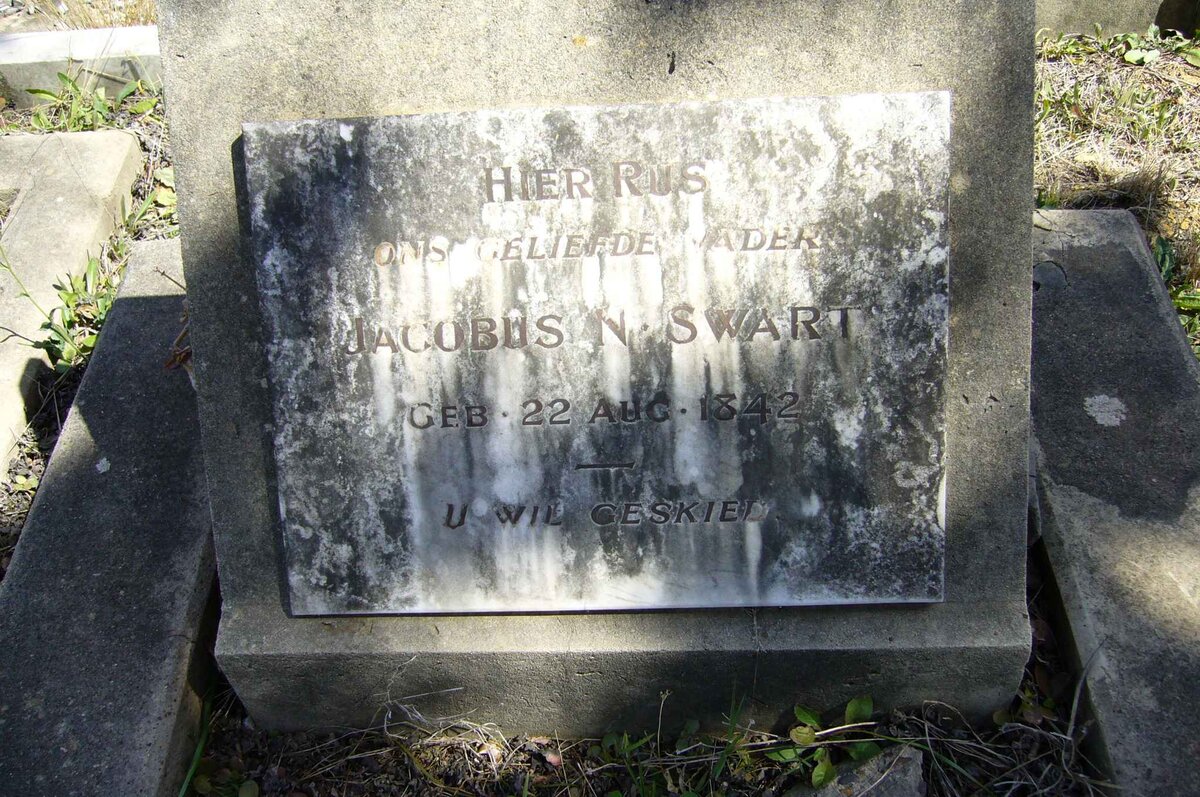 HIER RUS
ONS GELIEFDE VADER
JACOBUS N. SWART
GEB. 22 AUG. 1842
U WIL GESKIED.